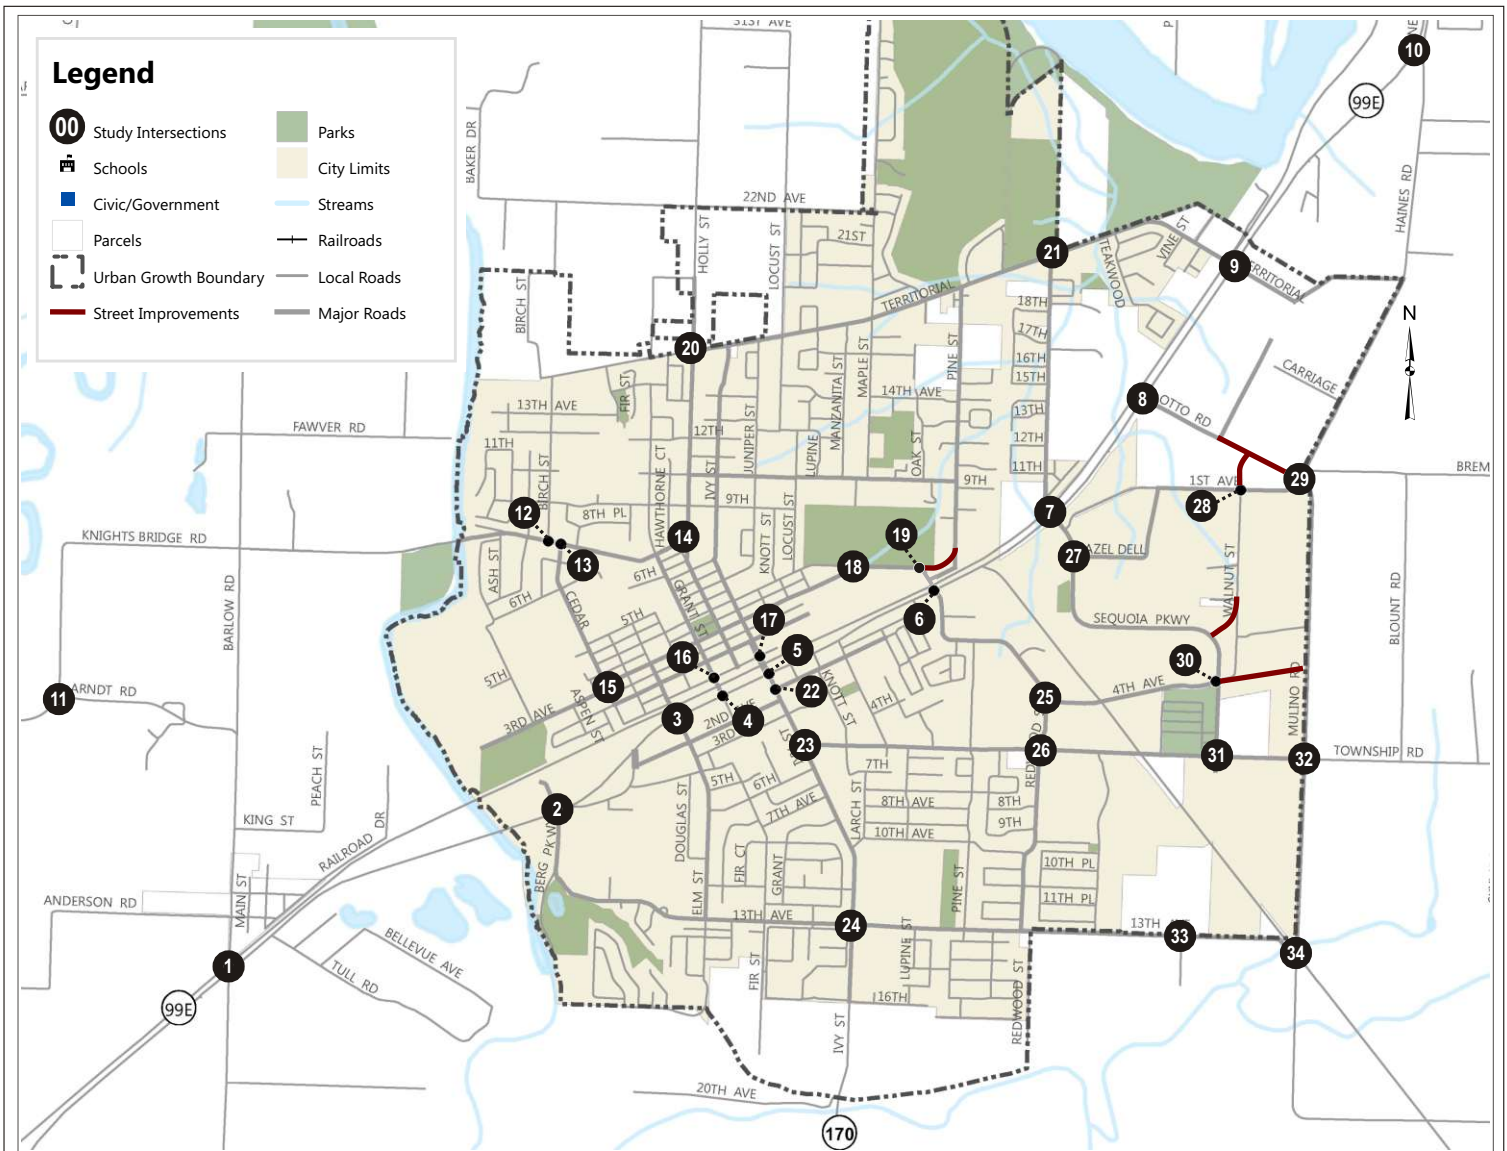 31ST AVE
Legend
00 Study Intersections
Parks
Schools
City Limits
Civic/Government
Streams
Parcels
Railroads
Urban Growth Boundary
Local Roads
Street Improvements
Major Roads
10
99E
BAKER DR
HAINES RD
22ND AVE
HOLLY ST
LOCUST ST
21ST
21
TEAKWOOD
VINE ST
9
TERRITORIAL
TERRITORIAL
BIRCH ST
18TH
N
17TH
20
PINE ST
MAPLE ST
MANZANITA ST
16TH
15TH
CARRIAGE
FIR ST
14TH AVE
8
OTTO RD
13TH AVE
13TH
FAWVER RD
12TH
JUNIPER ST
LUPINE
OAK ST
12TH
11TH
HAWTHORNE CT
IVY ST
11TH
BREM
BIRCH ST
9TH
1ST AVE
29
9TH
28
12
8TH PL
LOCUST ST
KNOTT ST
7
KNIGHTS BRIDGE RD
14
19
13
27
AZEL DELL
ASH ST
18
6TH
BARLOW RD
6TH
CEDAR
GRANT ST
WALNUT ST
BLOUNT RD
5TH
17
6
SEQUOIA PKWY
16
5
30
5TH
15
22
KNOTT ST
4TH AVE
11
ARNDT RD
ASPEN ST
3RD AVE
3
4
2ND AVE
4TH
25
MULINO RD
3RD
23
26
31
32
TOWNSHIP RD
PEACH ST
5TH
6TH
7TH
2
DOUGLAS ST
7TH AVE
LARCH ST
8TH AVE
8TH
KING ST
9TH
RAILROAD DR
10TH AVE
BERG PKWY
FIR CT
GRANT
10TH PL
ANDERSON RD
MAIN ST
ELM ST
PINE ST
11TH PL
13TH AVE
24
13TH AVE
33
BELLEVUE AVE
LUPINE ST
34
1
TULL RD
FIR ST
REDWOOD ST
99E
16TH
IVY ST
20TH AVE
170